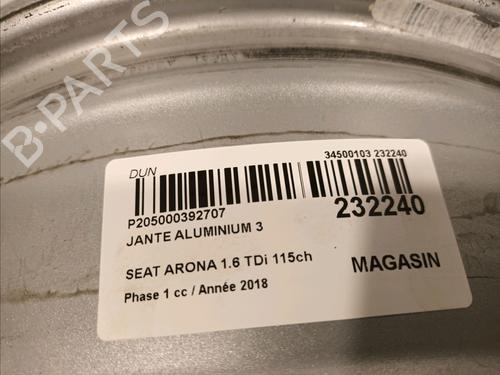 DUN
34500103 232240
P205000392707
232240
JANTE ALUMINIUM 3
SEAT ARONA 1.6 TDi 115ch
MAGASIN
Phase 1 cc / Année 2018
B-PARTS